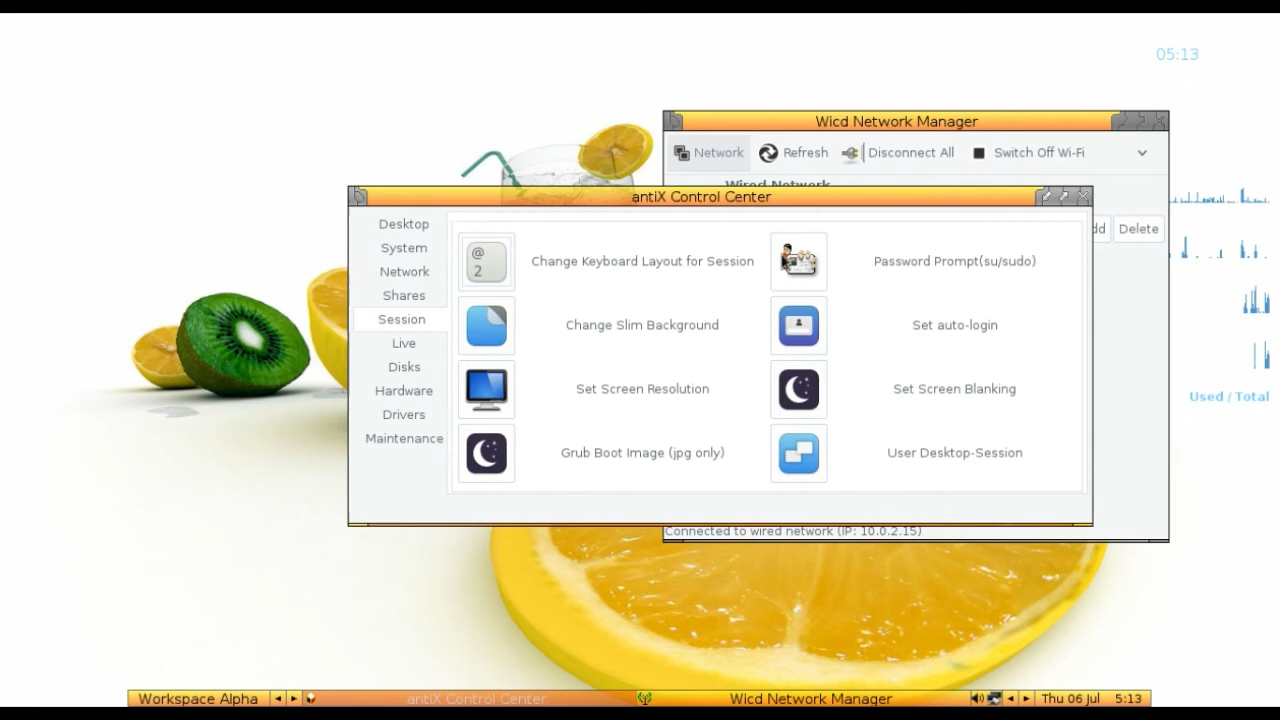 05:13
Wicd Network Manager
Network Refresh Disconnect All Switch Off Wi-Fi
Wired Network
antiX Control Center
Desktop
System
Network
Shares
Session
Live
Disks
Hardware
Drivers
Maintenance
@
2
Change Keyboard Layout for Session
Password Prompt(su/sudo)
Change Slim Background
Set auto-login
Set Screen Resolution
Set Screen Blanking
Grub Boot Image (jpg only)
User Desktop-Session
Delete
Used / Total
Connected to wired network (IP: 10.0.2.15)
Workspace Alpha antiX Control Center Wicd Network Manager Thu 06 Jul 5:13